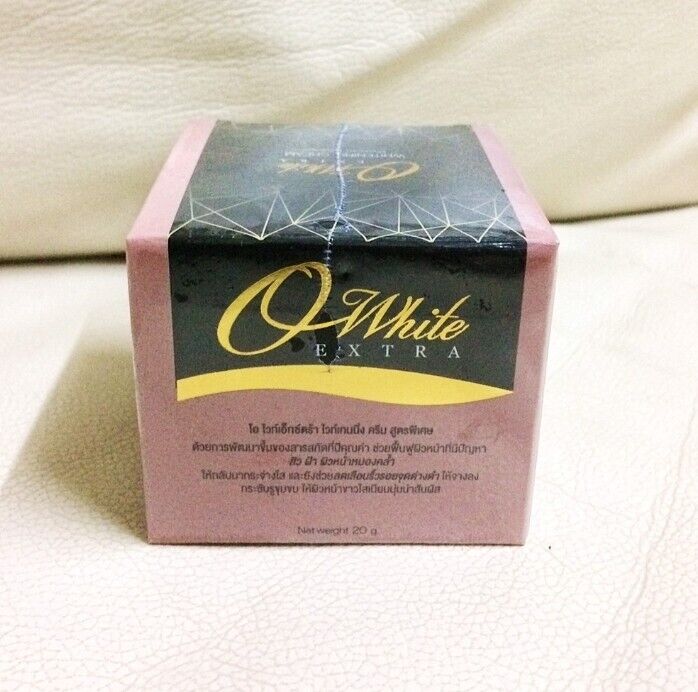 WHITENING CREAM
EXTRA
O White
O White
EXTRA
โอ ไวท์เอ็กซ์ตร้า ไวท์เทนนิ่ง ครีม สูตรพิเศษ
ด้วยการพัฒนาขึ้นของสารสกัดที่มีคุณค่า ช่วยฟื้นฟูผิวหน้าที่มีปัญหา
สิว ฝ้า ผิวหน้าหมองคล้ำ
ให้กลับมากระจ่างใส และยังช่วยลดเลือนริ้วรอยจุดด่างดำ ให้จางลง
กระชับรูขุมขน ให้ผิวหน้าขาวใสเนียนนุ่มน่าสัมผัส
Net weight 20 g.